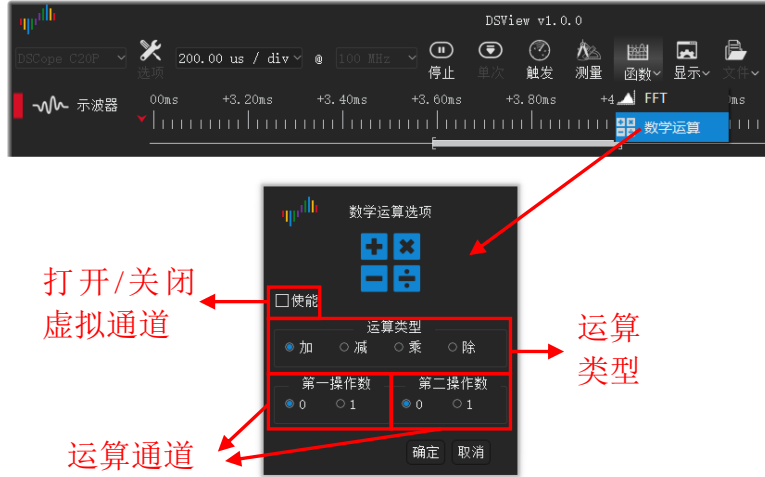 DSView v1.0.0
DSCope C20P 选项 200.00 us / div @ 100 MHz 停止 单次 触发 测量 函数 显示 文件
示波器 00ms +3.20ms +3.40ms +3.60ms +3.80ms +4 ms
FFT
数学运算
数学运算选项
打开/关闭
虚拟通道
使能
运算类型
加 减 乘 除
运算
类型
第一操作数 第二操作数
0 1 0 1
运算通道
确定 取消